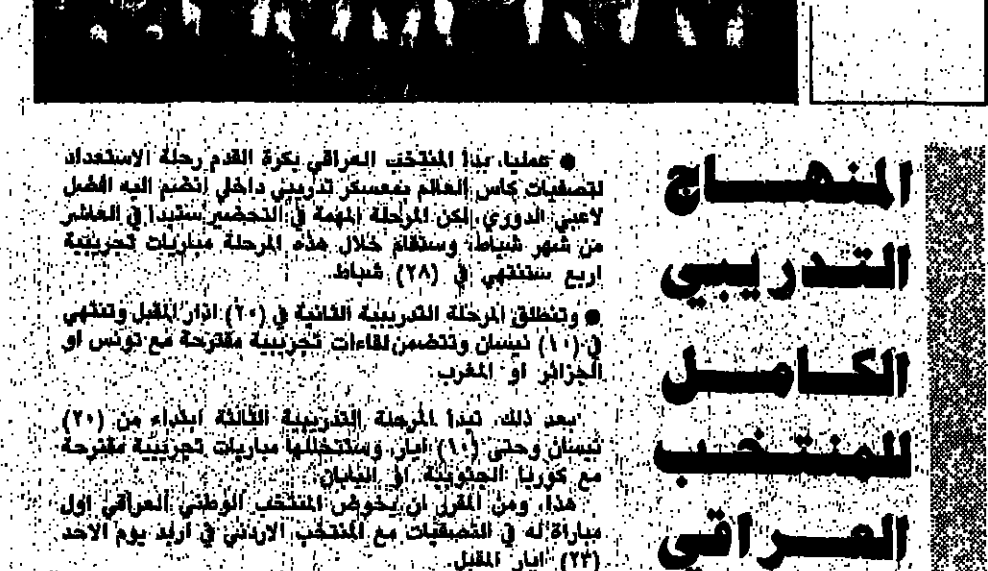 المنهاج
التدريبي
الكامل
للمنتخب
العراقي
● عمليا، بدأ المنتخب العراقي بكرة القدم رحلة الاستعداد
لتصفيات كاس العالم بمعسكر تدريبي داخلي انضم اليه افضل
لاعبي الدوري، لكن المرحلة المهمة في التحضير ستبدا في العاشر
من شهر شباط، وستقام خلال هذه المرحلة مباريات تجريبية
اربع ستنتهي في (٢٨) شباط.
● وتنطلق المرحلة التدريبية الثانية في (٢٠) اذار المقبل وتنتهي
في (١٠) نيسان وتتضمن لقاءات تجريبية مقترحة مع تونس او
الجزائر او المغرب.
بعد ذلك تبدأ المرحلة التدريبية الثالثة ابتداء من (٢٠)
نيسان وحتى (١٠) ايار، وستتخللها مباريات تجريبية مقترحة
مع كوريا الجنوبية او اليابان
هذا، ومن المقرر ان يخوض المنتخب الوطني العراقي اول
مباراة له في التصفيات مع المنتخب الاردني في اربد يوم الاحد
(٢٣) ايار المقبل.